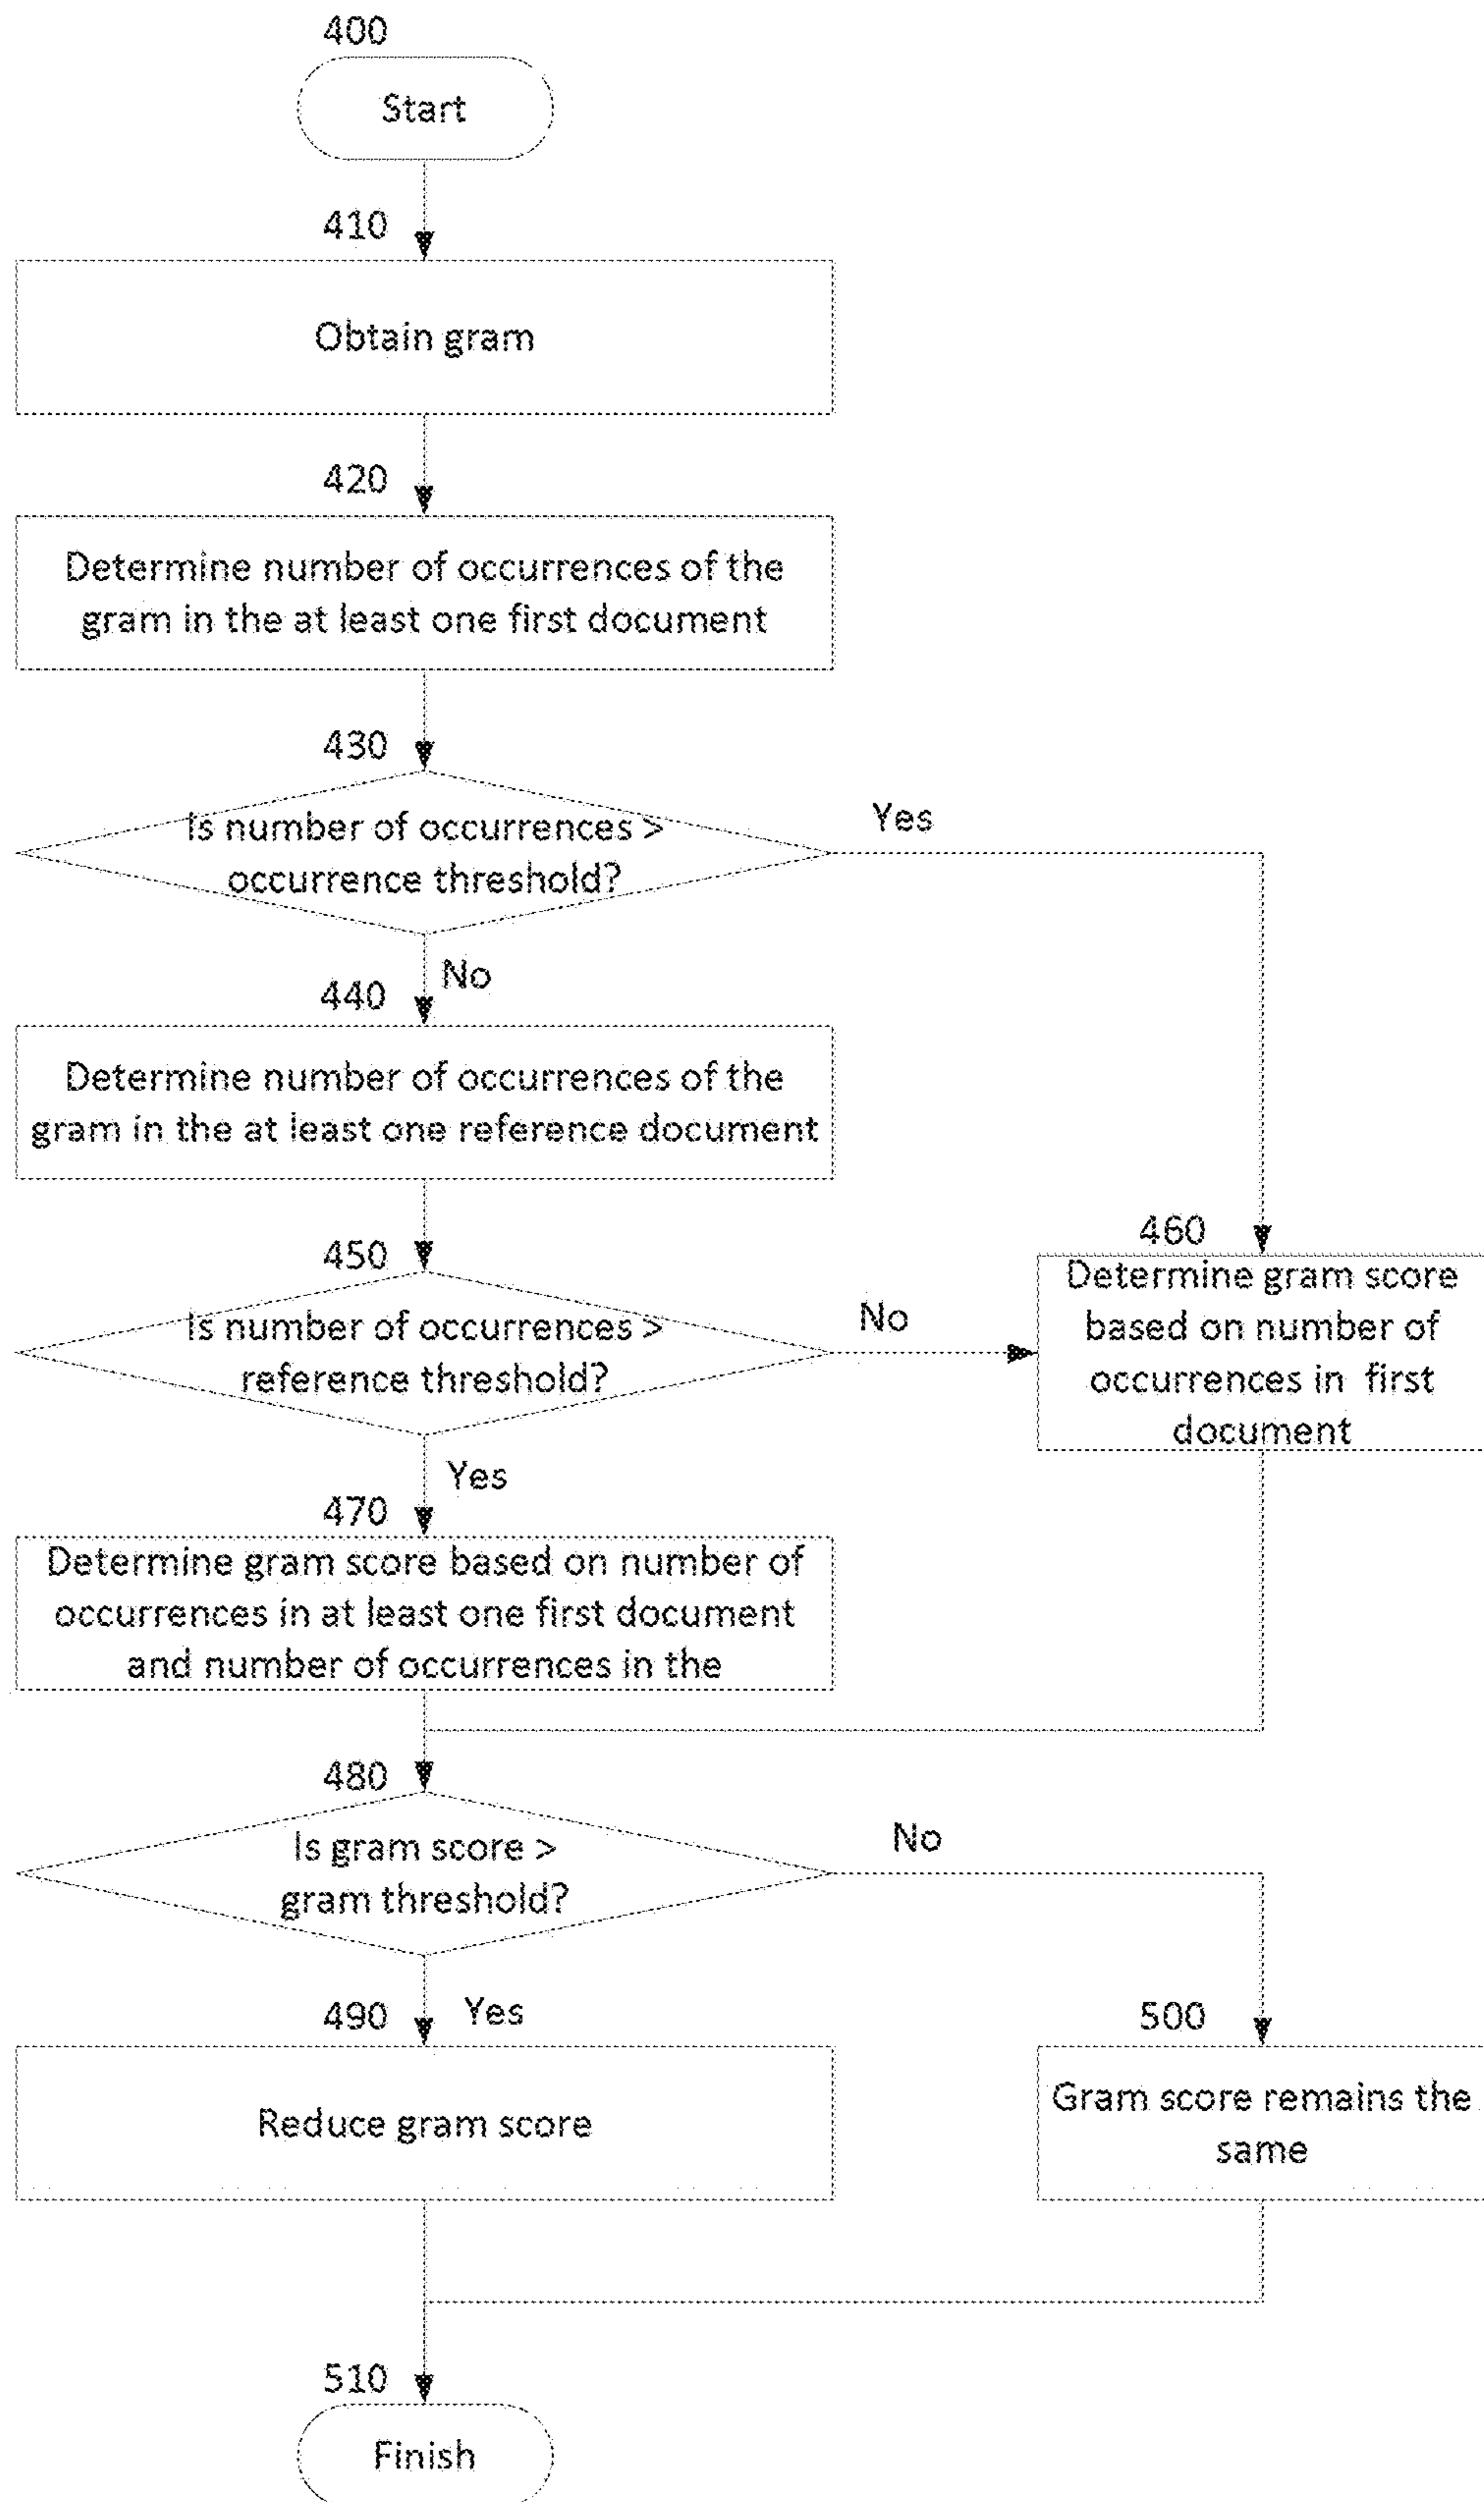 400
Start
410
Obtain gram
420
Determine number of occurrences of the
gram in the at least one first document
430
Is number of occurrences >
occurrence threshold?
Yes
No
440
Determine number of occurrences of the
gram in the at least one reference document
450
Is number of occurrences >
reference threshold?
No
460
Determine gram score
based on number of
occurrences in first
document
Yes
470
Determine gram score based on number of
occurrences in at least one first document
and number of occurrences in the
480
Is gram score >
gram threshold?
No
490
Yes
500
Reduce gram score
Gram score remains the
same
510
Finish